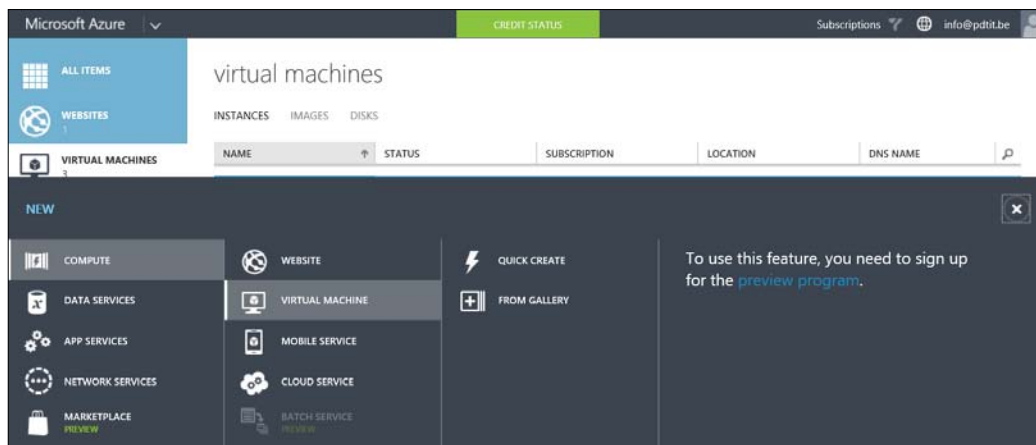 Microsoft Azure
CREDIT STATUS
Subscriptions
info@pdtit.be
ALL ITEMS
WEBSITES
1
VIRTUAL MACHINES
3
virtual machines
INSTANCES IMAGES DISKS
NAME STATUS SUBSCRIPTION LOCATION DNS NAME
NEW
COMPUTE
DATA SERVICES
APP SERVICES
NETWORK SERVICES
MARKETPLACE
PREVIEW
WEBSITE
VIRTUAL MACHINE
MOBILE SERVICE
CLOUD SERVICE
BATCH SERVICE
PREVIEW
QUICK CREATE
FROM GALLERY
To use this feature, you need to sign up
for the preview program.